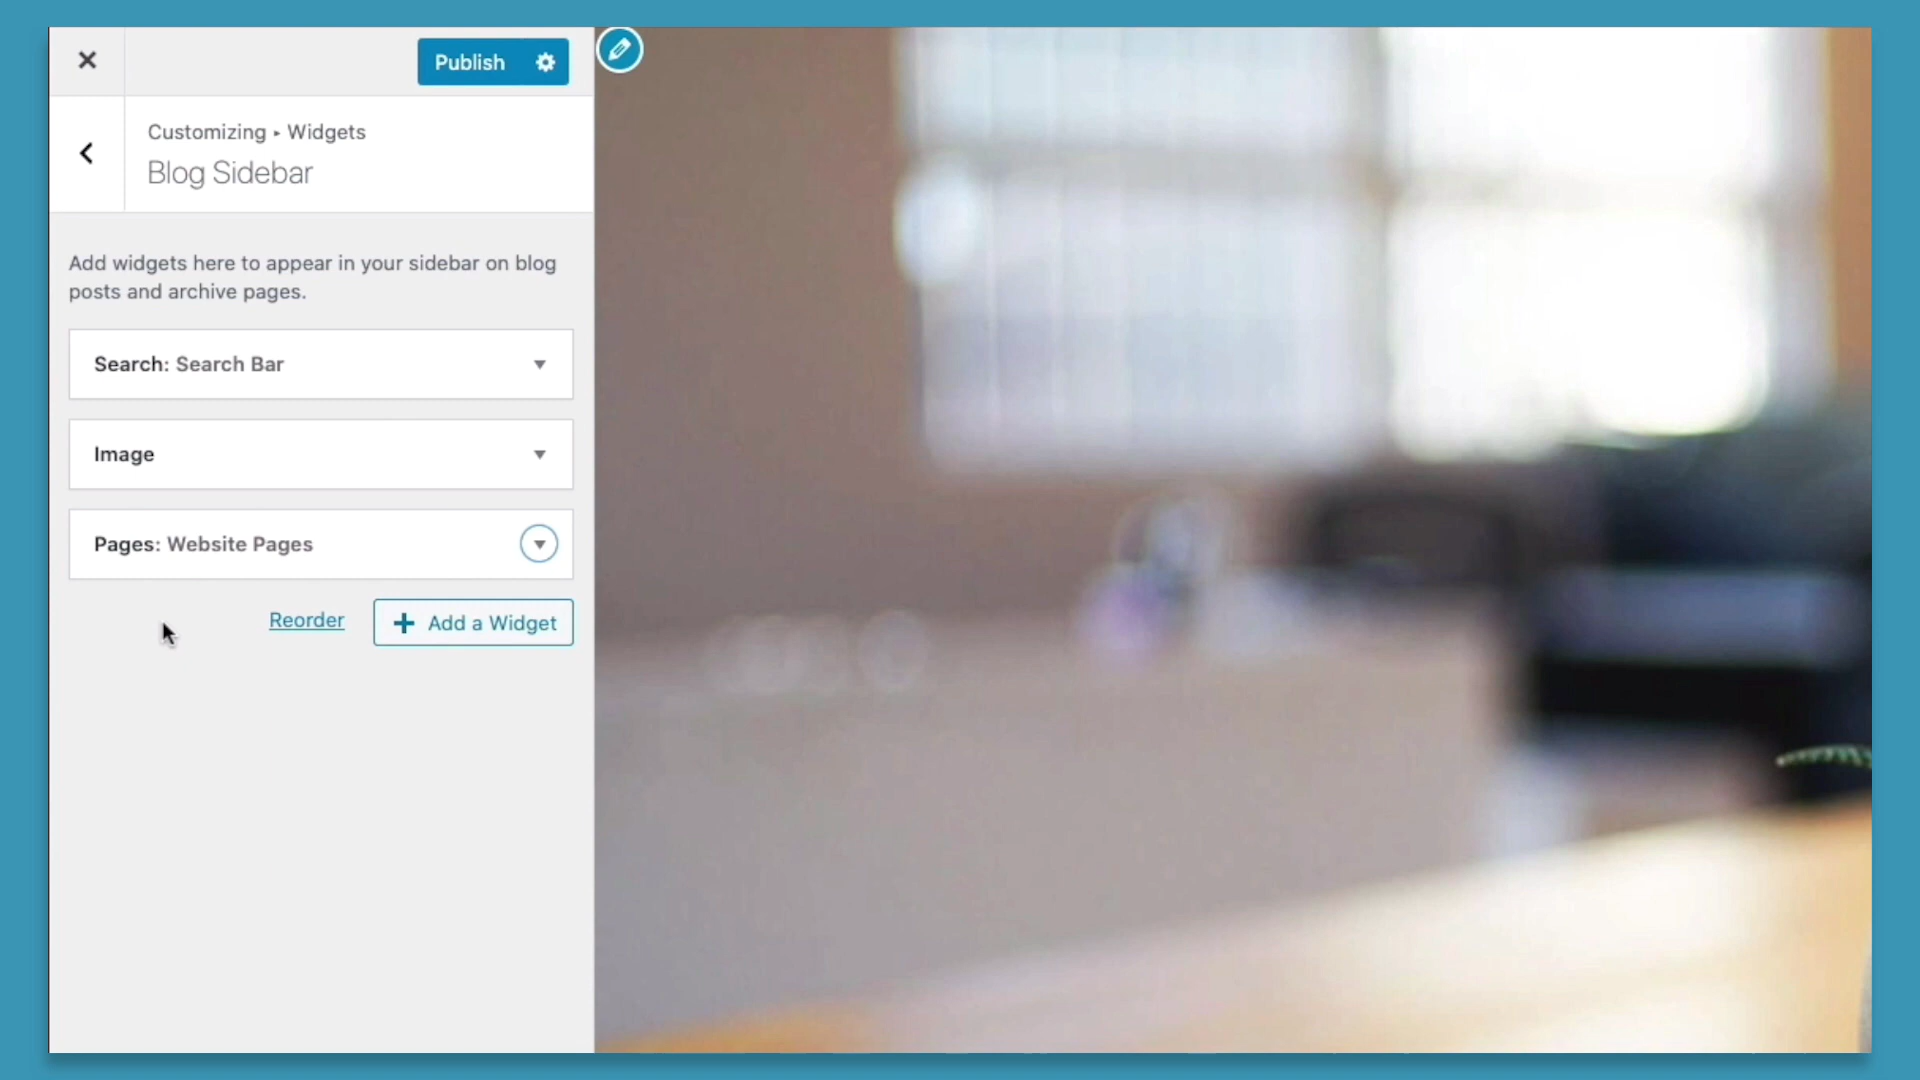 Publish
Customizing ▸ Widgets
Blog Sidebar
Add widgets here to appear in your sidebar on blog
posts and archive pages.
Search: Search Bar
Image
Pages: Website Pages
Reorder
Add a Widget